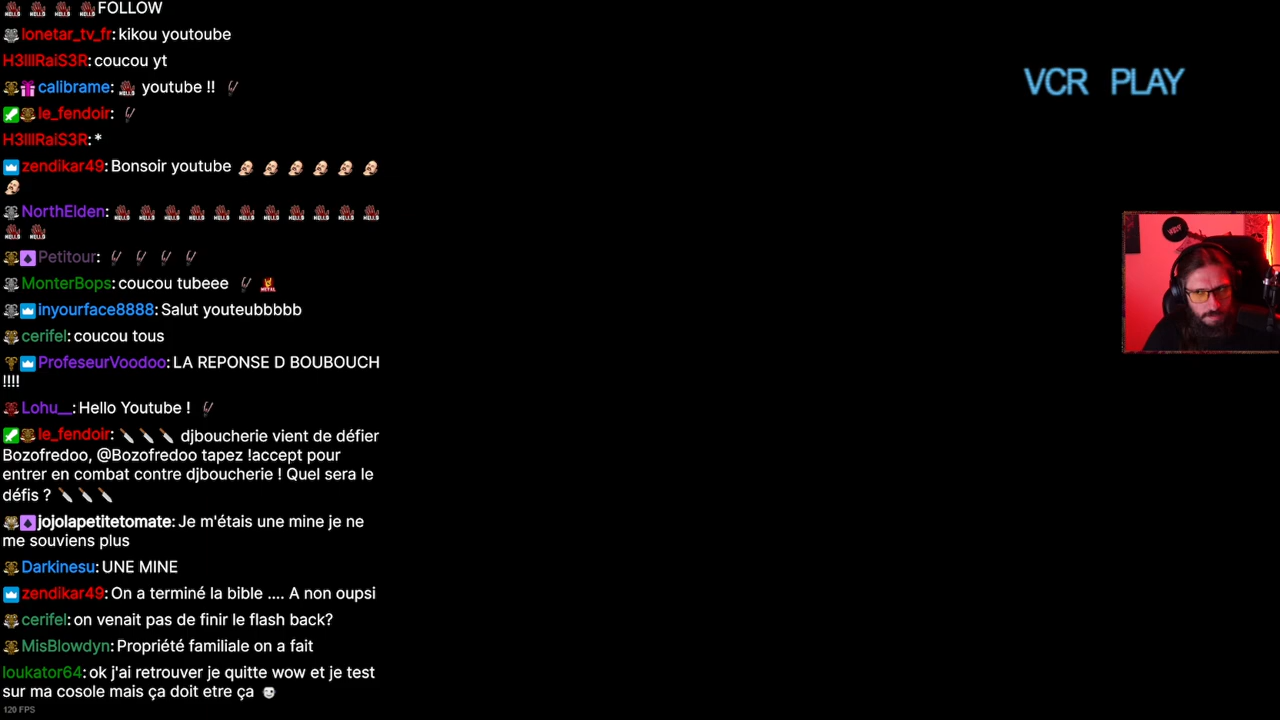 FOLLOW
lonetar_tv_fr: kikou youtoube
H3lllRaiS3R: coucou yt
calibrame: youtube !!
le_fendoir:
H3lllRaiS3R: *
zendikar49: Bonsoir youtube
NorthElden:
Petitour:
MonterBops: coucou tubeee
inyourface8888: Salut youteubbbbb
cerifel: coucou tous
ProfeseurVoodoo: LA REPONSE D BOUBOUCH
!!!!
Lohu__: Hello Youtube !
le_fendoir: djboucherie vient de défier
Bozofredoo, @Bozofredoo tapez !accept pour
entrer en combat contre djboucherie ! Quel sera le
défis ?
jojolapetitetomate: Je m'étais une mine je ne
me souviens plus
Darkinesu: UNE MINE
zendikar49: On a terminé la bible .... A non oupsi
cerifel: on venait pas de finir le flash back?
MisBlowdyn: Propriété familiale on a fait
loukator64: ok j'ai retrouver je quitte wow et je test
sur ma cosole mais ça doit etre ça
120 FPS
VCR PLAY